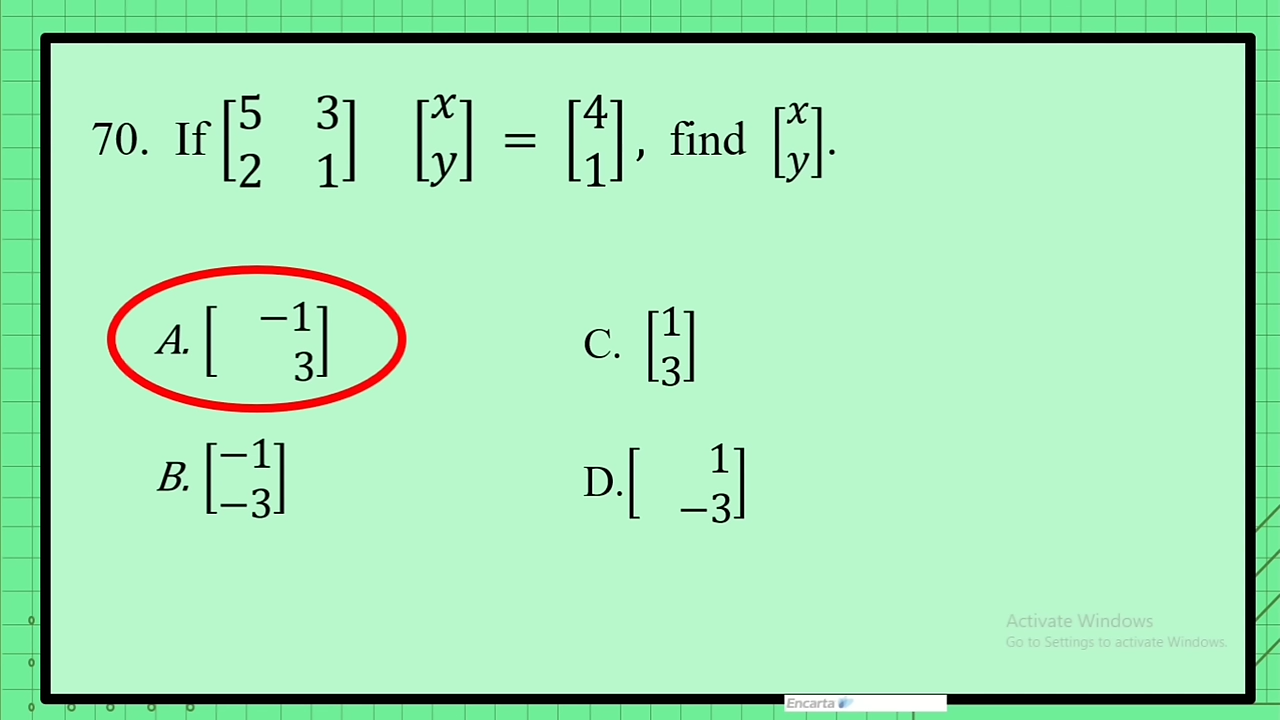 70. If [5 3; 2 1] [x; y] = [4; 1], find [x; y].
A. [−1; 3]
C. [1; 3]
B. [−1; −3]
D. [1; −3]
Activate Windows
Go to Settings to activate Windows.
Encarta